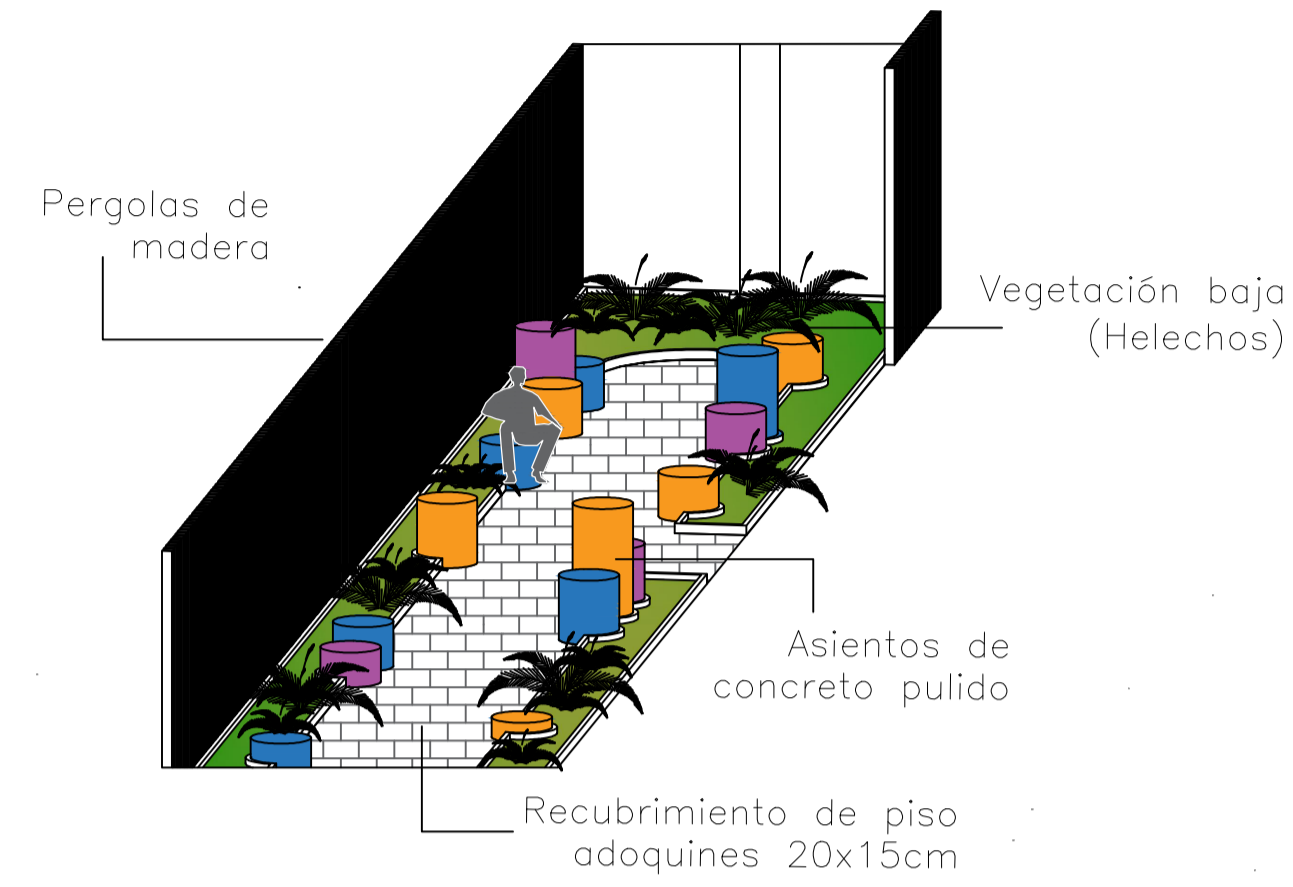 Pergolas de
madera
Vegetación baja
(Helechos)
Asientos de
concreto pulido
Recubrimiento de piso
adoquines 20x15cm